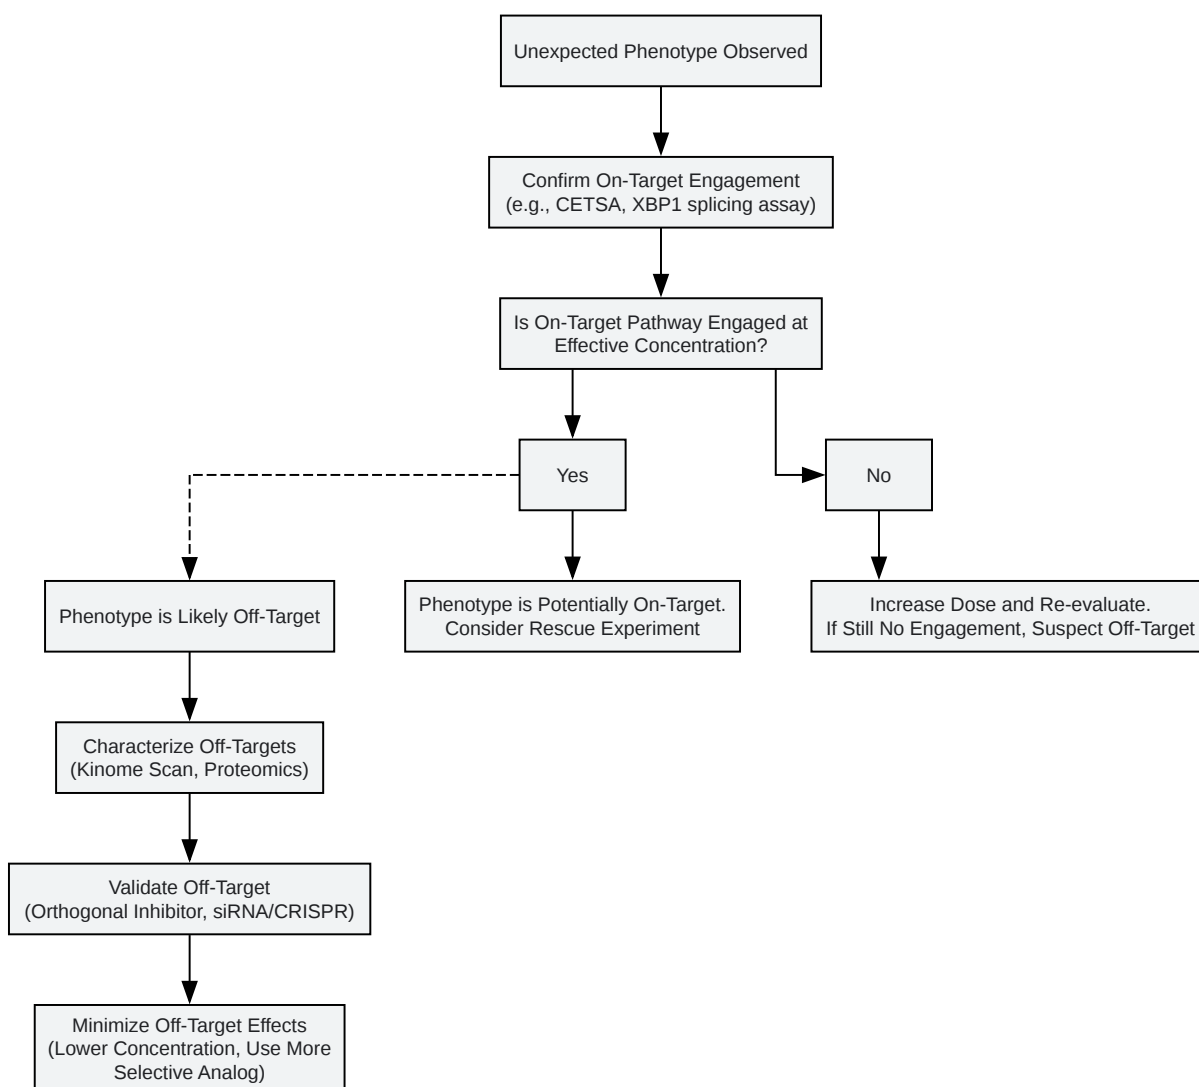 Unexpected Phenotype Observed
Confirm On-Target Engagement
(e.g., CETSA, XBP1 splicing assay)
Is On-Target Pathway Engaged at
Effective Concentration?
Yes
No
Phenotype is Likely Off-Target
Phenotype is Potentially On-Target.
Consider Rescue Experiment
Increase Dose and Re-evaluate.
If Still No Engagement, Suspect Off-Target
Characterize Off-Targets
(Kinome Scan, Proteomics)
Validate Off-Target
(Orthogonal Inhibitor, siRNA/CRISPR)
Minimize Off-Target Effects
(Lower Concentration, Use More
Selective Analog)